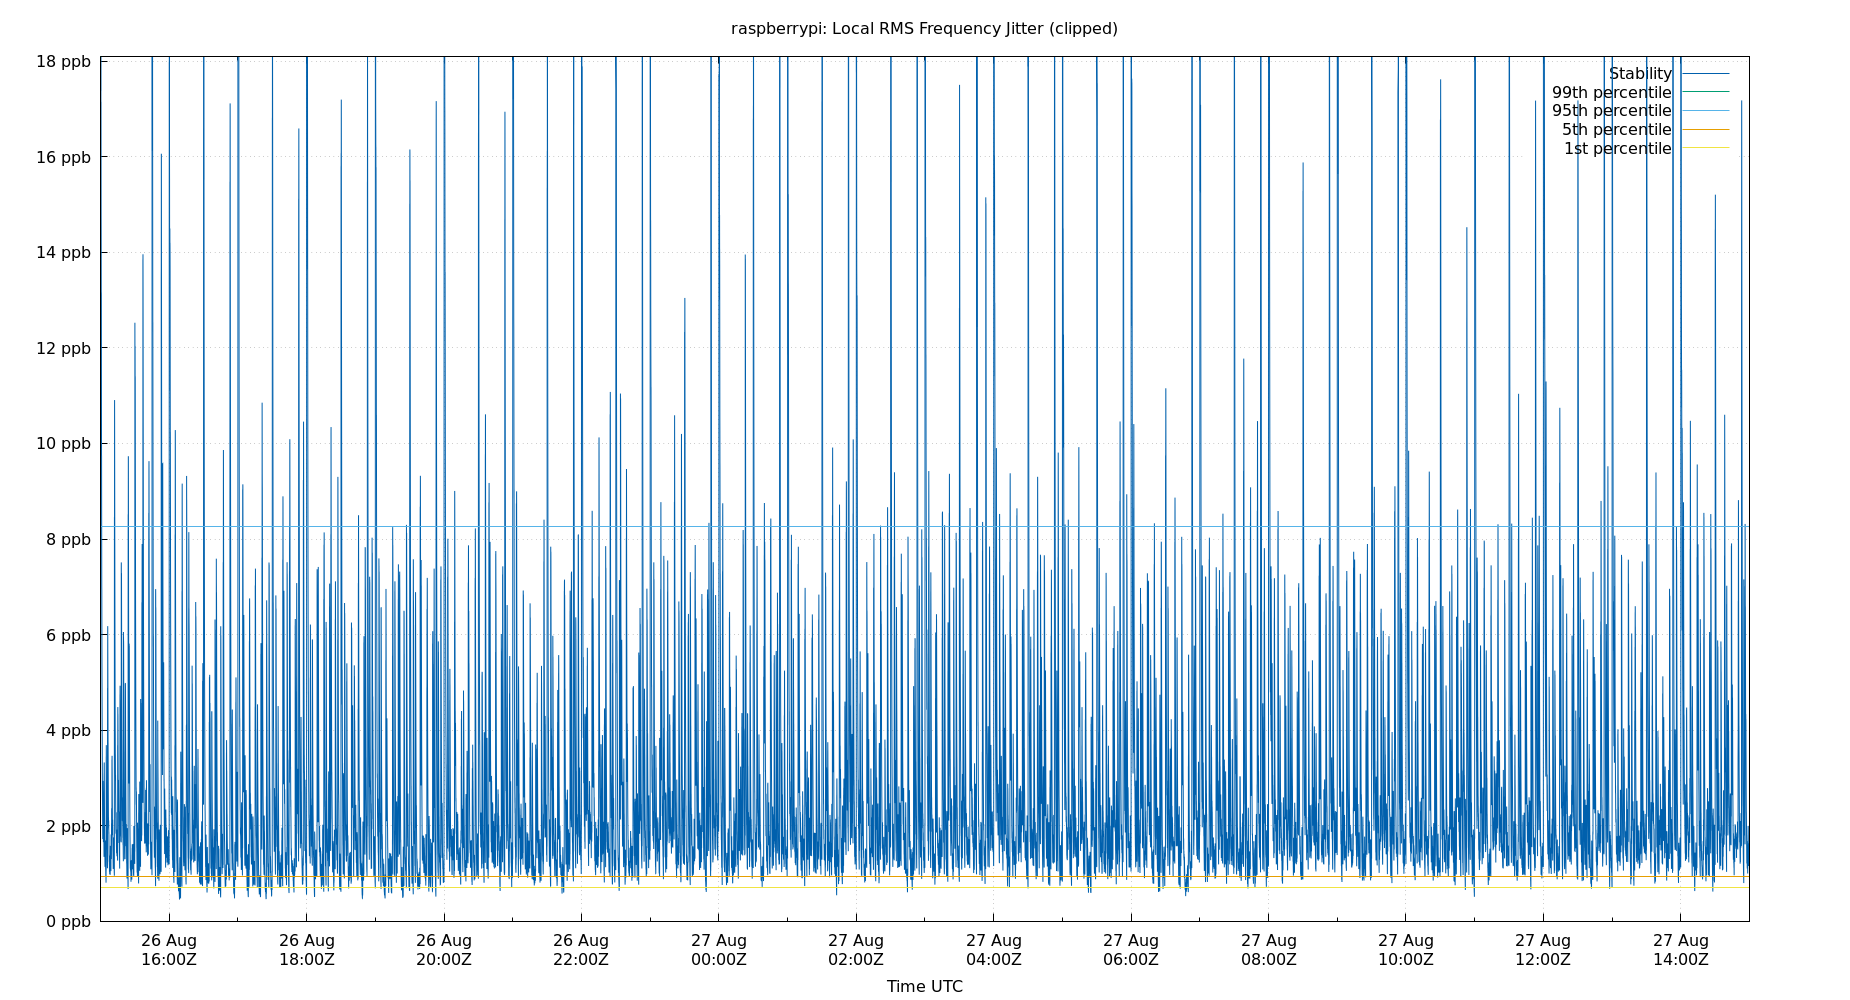 raspberrypi: Local RMS Frequency Jitter (clipped)
18 ppb
16 ppb
14 ppb
12 ppb
10 ppb
8 ppb
6 ppb
4 ppb
2 ppb
0 ppb
Stability
99th percentile
95th percentile
5th percentile
1st percentile
26 Aug
16:00Z
26 Aug
18:00Z
26 Aug
20:00Z
26 Aug
22:00Z
27 Aug
00:00Z
27 Aug
02:00Z
27 Aug
04:00Z
27 Aug
06:00Z
27 Aug
08:00Z
27 Aug
10:00Z
27 Aug
12:00Z
27 Aug
14:00Z
Time UTC